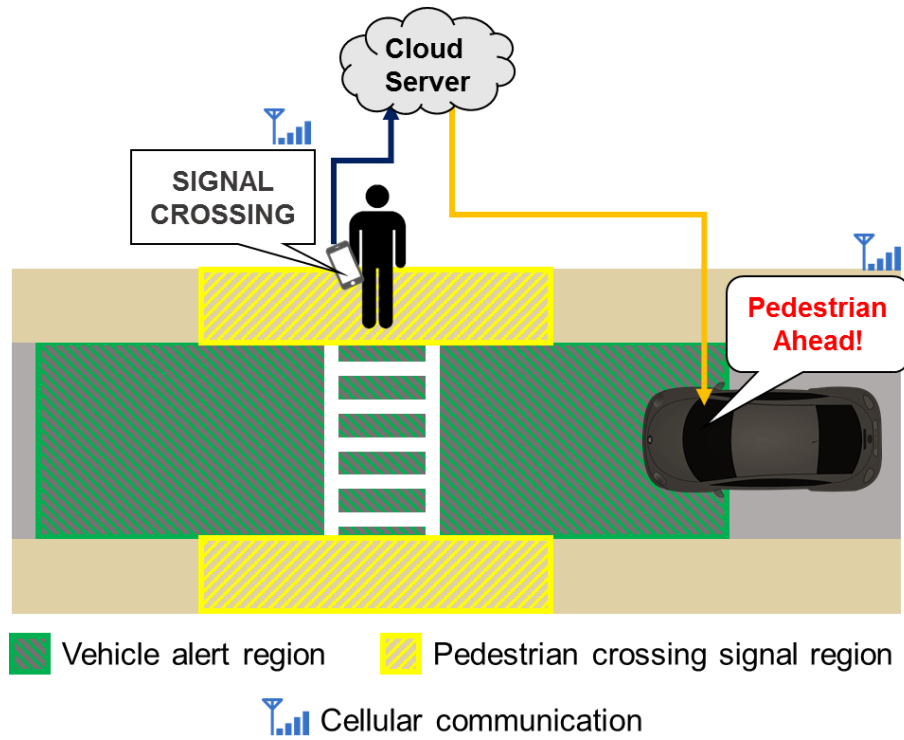 Cloud
Server
SIGNAL
CROSSING
Pedestrian
Ahead!
Vehicle alert region
Pedestrian crossing signal region
Cellular communication